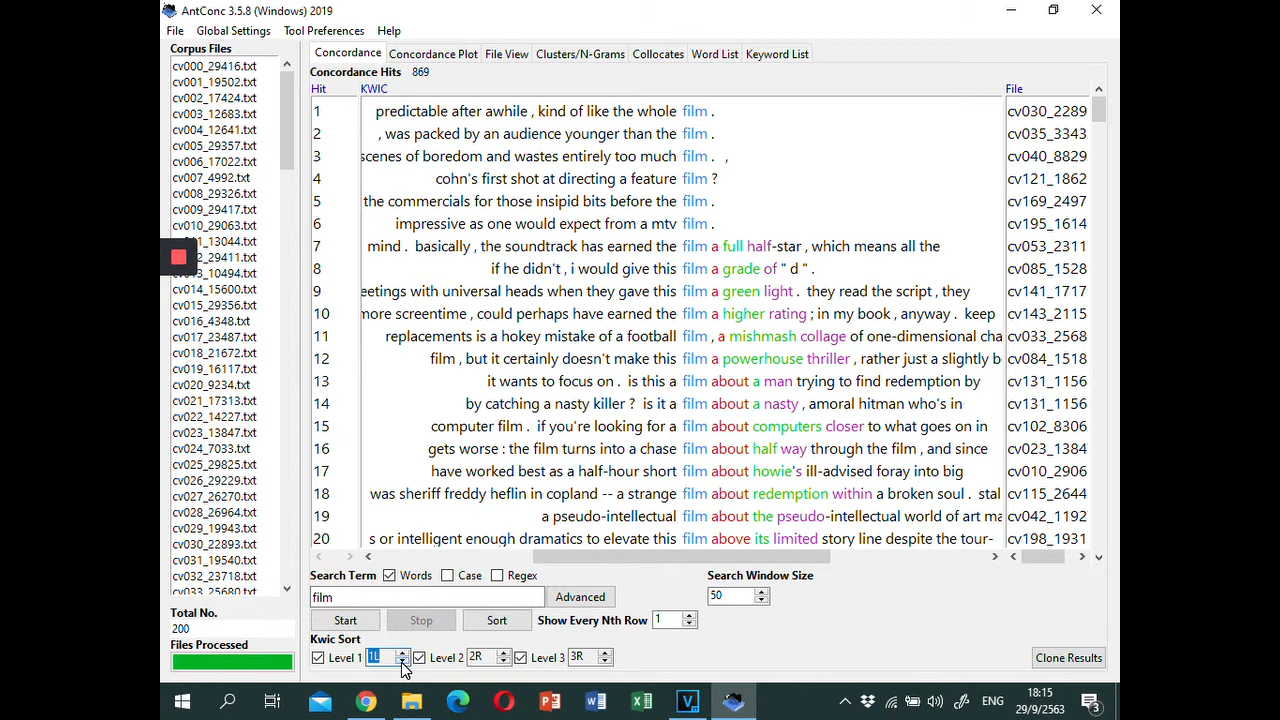 AntConc 3.5.8 (Windows) 2019
File Global Settings Tool Preferences Help
Corpus Files
cv000_29416.txt
cv001_19502.txt
cv002_17424.txt
cv003_12683.txt
cv004_12641.txt
cv005_29357.txt
cv006_17022.txt
cv007_4992.txt
cv008_29326.txt
cv009_29417.txt
cv010_29063.txt
11_13044.txt
2_29411.txt
3_10494.txt
cv014_15600.txt
cv015_29356.txt
cv016_4348.txt
cv017_23487.txt
cv018_21672.txt
cv019_16117.txt
cv020_9234.txt
cv021_17313.txt
cv022_14227.txt
cv023_13847.txt
cv024_7033.txt
cv025_29825.txt
cv026_29229.txt
cv027_26270.txt
cv028_26964.txt
cv029_19943.txt
cv030_22893.txt
cv031_19540.txt
cv032_23718.txt
cv033_25680.txt
Total No.
200
Files Processed
Concordance Concordance Plot File View Clusters/N-Grams Collocates Word List Keyword List
Concordance Hits 869
Hit KWIC File
1 predictable after awhile , kind of like the whole film . cv030_2289
2 , was packed by an audience younger than the film . cv035_3343
3 scenes of boredom and wastes entirely too much film . , cv040_8829
4 cohn's first shot at directing a feature film ? cv121_1862
5 the commercials for those insipid bits before the film . cv169_2497
6 impressive as one would expect from a mtv film . cv195_1614
7 mind . basically , the soundtrack has earned the film a full half-star , which means all the cv053_2311
8 if he didn't , i would give this film a grade of " d " . cv085_1528
9 eetings with universal heads when they gave this film a green light . they read the script , they cv141_1717
10 more screentime , could perhaps have earned the film a higher rating ; in my book , anyway . keep cv143_2115
11 replacements is a hokey mistake of a football film , a mishmash collage of one-dimensional cha cv033_2568
12 film , but it certainly doesn't make this film a powerhouse thriller , rather just a slightly b cv084_1518
13 it wants to focus on . is this a film about a man trying to find redemption by cv131_1156
14 by catching a nasty killer ? is it a film about a nasty , amoral hitman who's in cv131_1156
15 computer film . if you're looking for a film about computers closer to what goes on in cv102_8306
16 gets worse : the film turns into a chase film about half way through the film , and since cv023_1384
17 have worked best as a half-hour short film about howie's ill-advised foray into big cv010_2906
18 was sheriff freddy heflin in copland -- a strange film about redemption within a broken soul . stal cv115_2644
19 a pseudo-intellectual film about the pseudo-intellectual world of art ma cv042_1192
20 s or intelligent enough dramatics to elevate this film above its limited story line despite the tour- cv198_1931
Search Term Words Case Regex Search Window Size
film Advanced 50
Start Stop Sort Show Every Nth Row 1
Kwic Sort
Level 1 1L Level 2 2R Level 3 3R Clone Results
ENG 18:15
29/9/2563
3